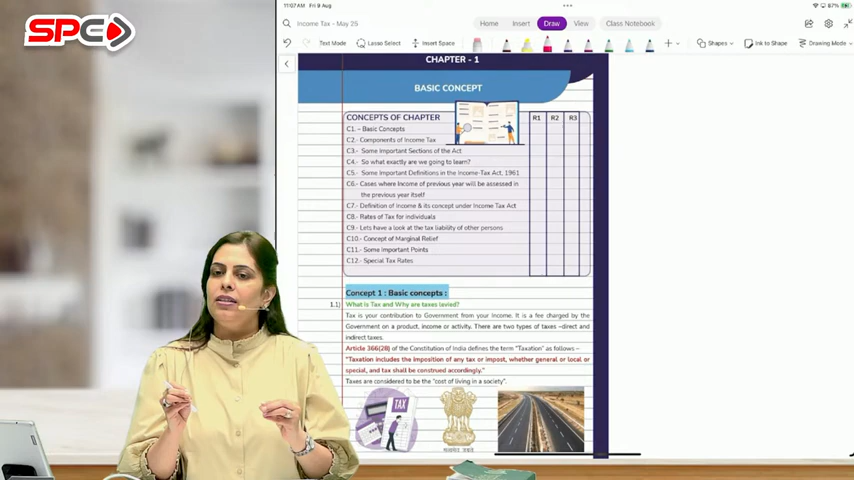 11:07AM Fri 9 Aug
87%
SPC
Income Tax - May 25
Home Insert Draw View Class Notebook
Text Mode Lasso Select Insert Space Shapes Ink to Shape Drawing Mode
CHAPTER - 1
BASIC CONCEPT
CONCEPTS OF CHAPTER R1 R2 R3
C1. – Basic Concepts
C2.- Components of Income Tax
C3.- Some Important Sections of the Act
C4.- So what exactly are we going to learn?
C5.- Some Important Definitions in the Income-Tax Act, 1961
C6.- Cases where Income of previous year will be assessed in
the previous year itself
C7.- Definition of Income & its concept under Income Tax Act
C8.- Rates of Tax for individuals
C9.- Lets have a look at the tax liability of other persons
C10.- Concept of Marginal Relief
C11.- Some Important Points
C12.- Special Tax Rates
Concept 1 : Basic concepts :
1.1) What is Tax and Why are taxes levied?
Tax is your contribution to Government from your Income. It is a fee charged by the
Government on a product, income or activity. There are two types of taxes –direct and
indirect taxes.
Article 366(28) of the Constitution of India defines the term "Taxation" as follows –
"Taxation includes the imposition of any tax or impost, whether general or local or
special, and tax shall be construed accordingly."
Taxes are considered to be the "cost of living in a society".
TAX
सत्यमेव जयते